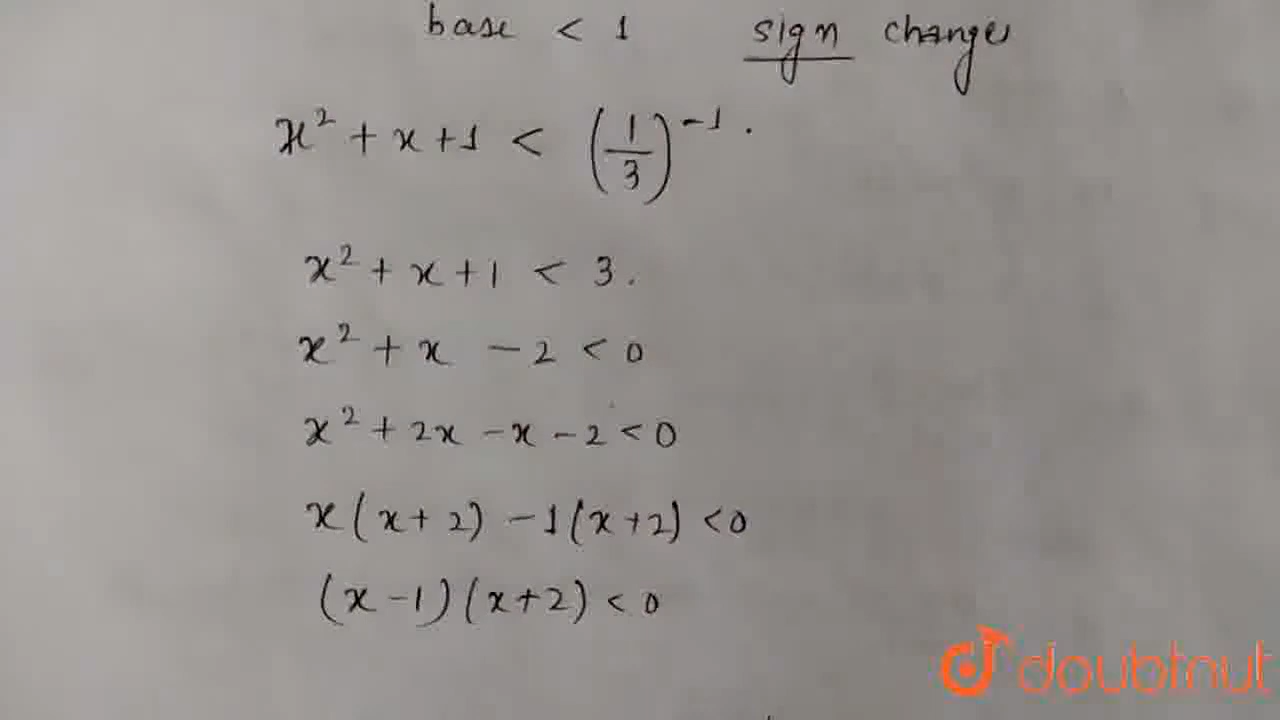 base < 1 sign changes
x² + x + 1 < (1/3)⁻¹.
x² + x + 1 < 3.
x² + x - 2 < 0
x² + 2x - x - 2 < 0
x(x + 2) - 1(x + 2) < 0
(x - 1)(x + 2) < 0
doubtnut